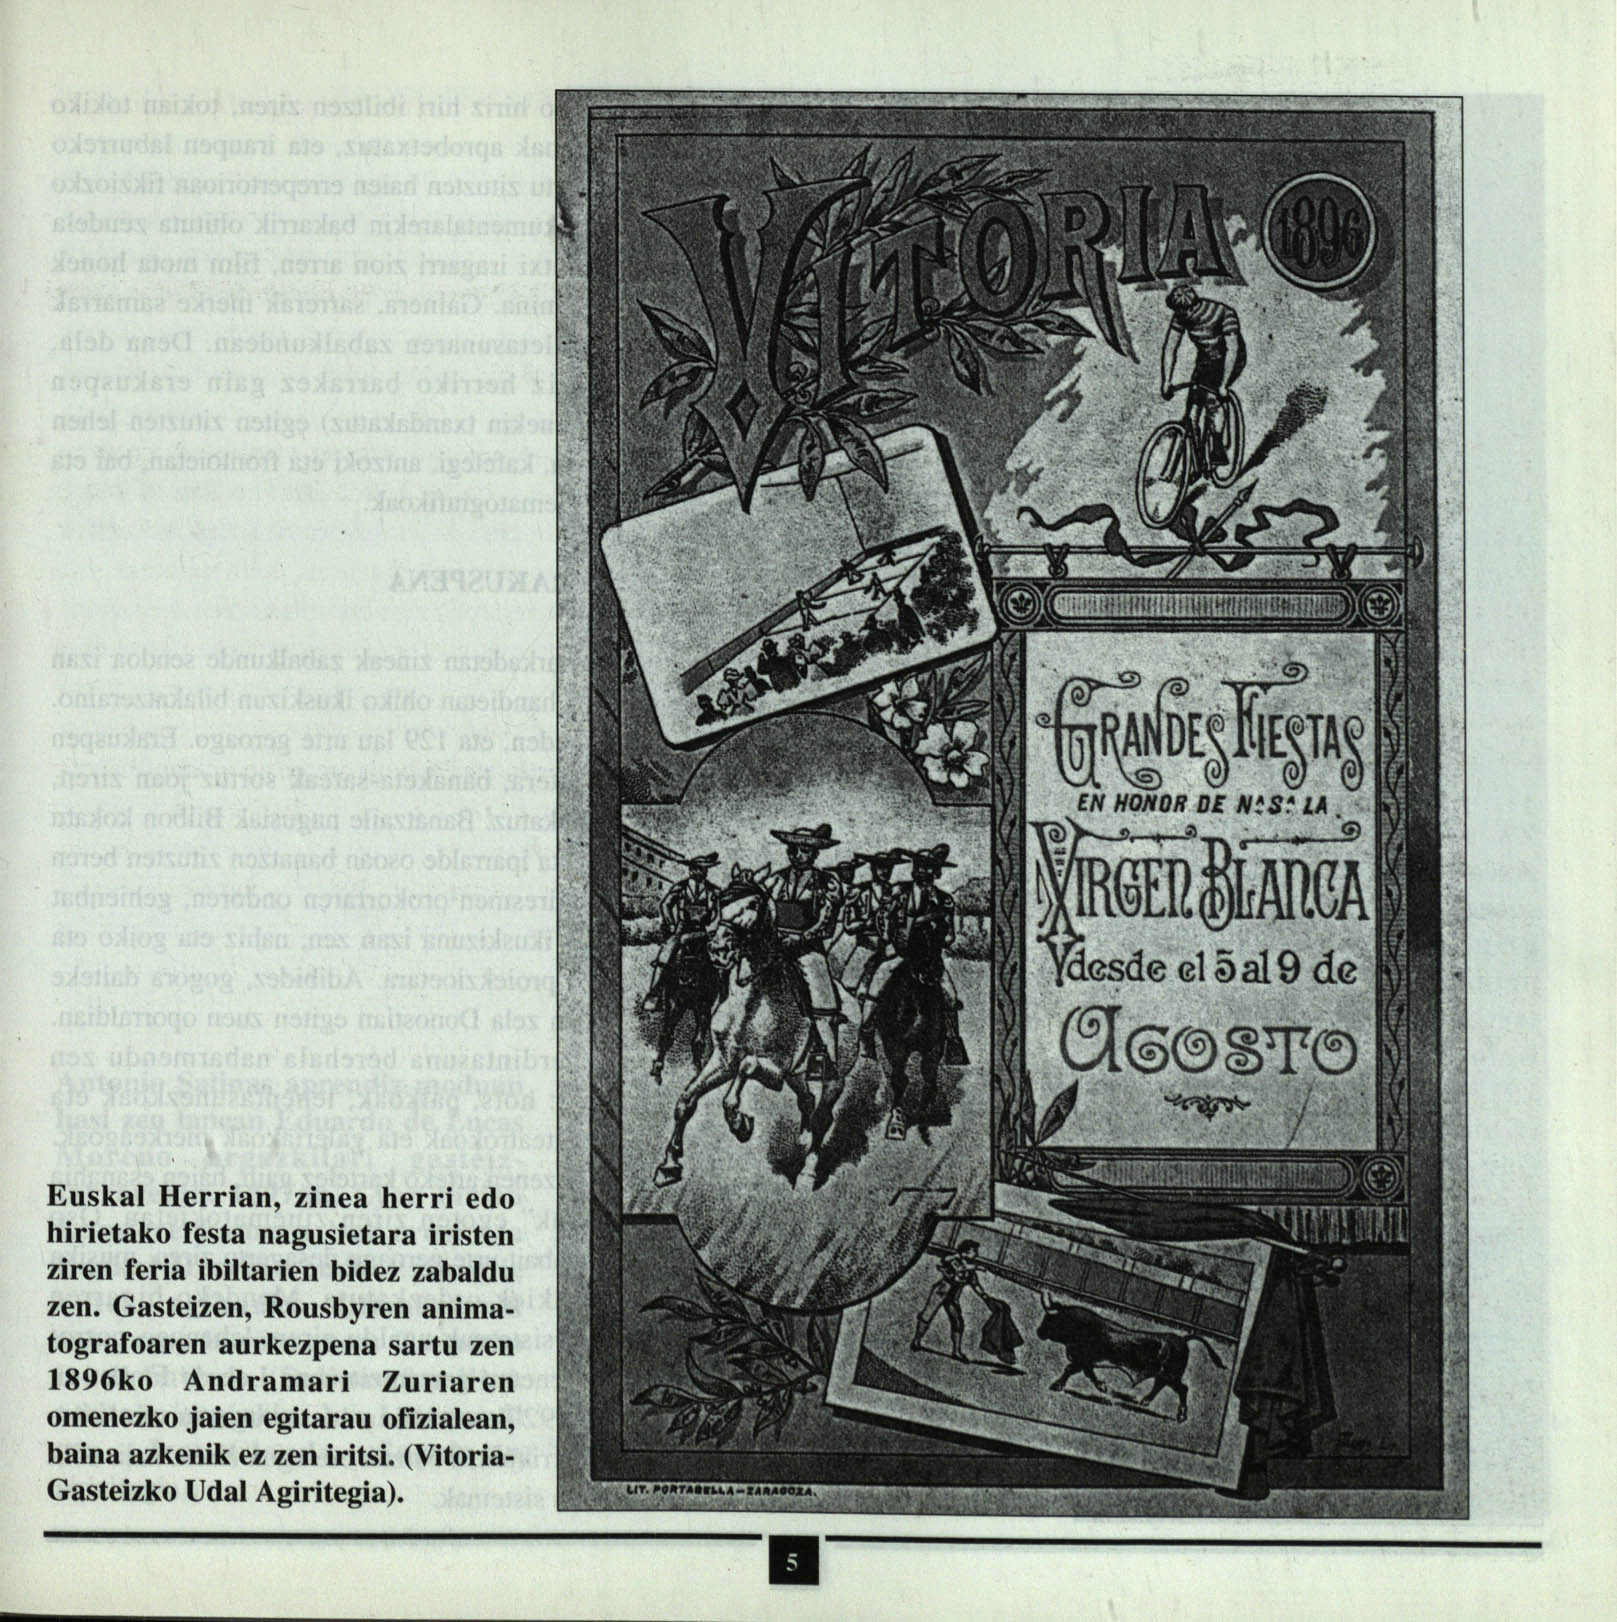 VITORIA
1896
GRANDES FIESTAS
EN HONOR DE Nª. Sª. LA
VIRGEN BLANCA
desde el 5 al 9 de
AGOSTO
LIT. PORTABELLA-ZARAGOZA.
Euskal Herrian, zinea herri edo
hirietako festa nagusietara iristen
ziren feria ibiltarien bidez zabaldu
zen. Gasteizen, Rousbyren anima-
tografoaren aurkezpena sartu zen
1896ko Andramari Zuriaren
omenezko jaien egitarau ofizialean,
baina azkenik ez zen iritsi. (Vitoria-
Gasteizko Udal Agiritegia).
5